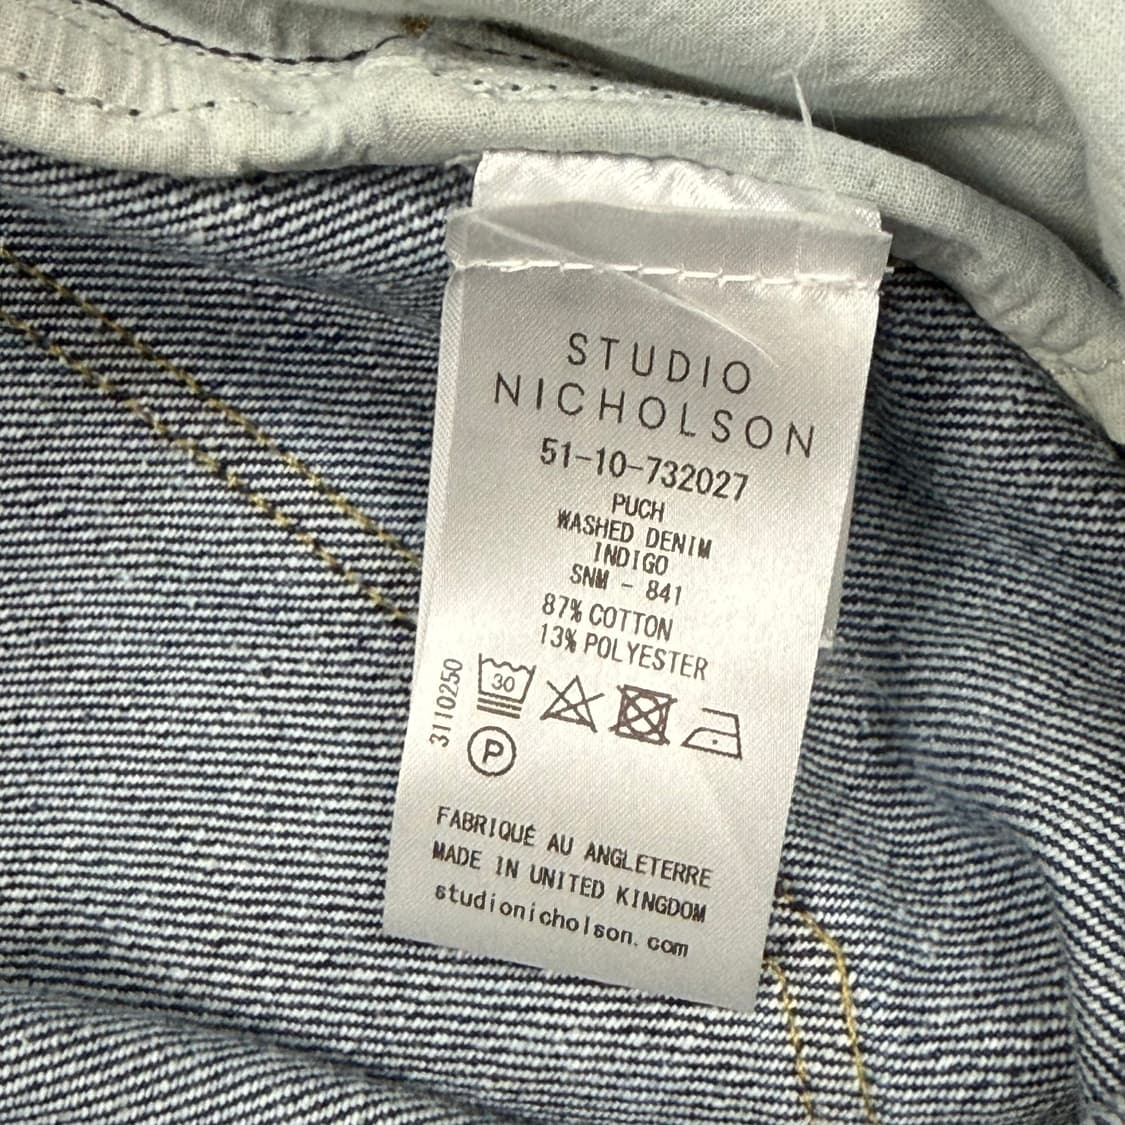 STUDIO
NICHOLSON
51-10-732027
PUCH
WASHED DENIM
INDIGO
SNM - 841
87% COTTON
13% POLYESTER
3110250
30
P
FABRIQUÉ AU ANGLETERRE
MADE IN UNITED KINGDOM
studionicholson.com